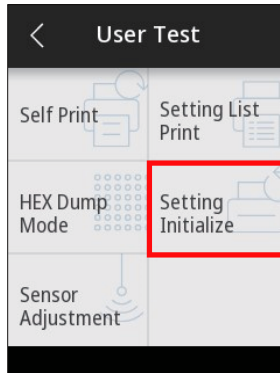 User Test
Self Print
Setting List
Print
HEX Dump
Mode
Setting
Initialize
Sensor
Adjustment